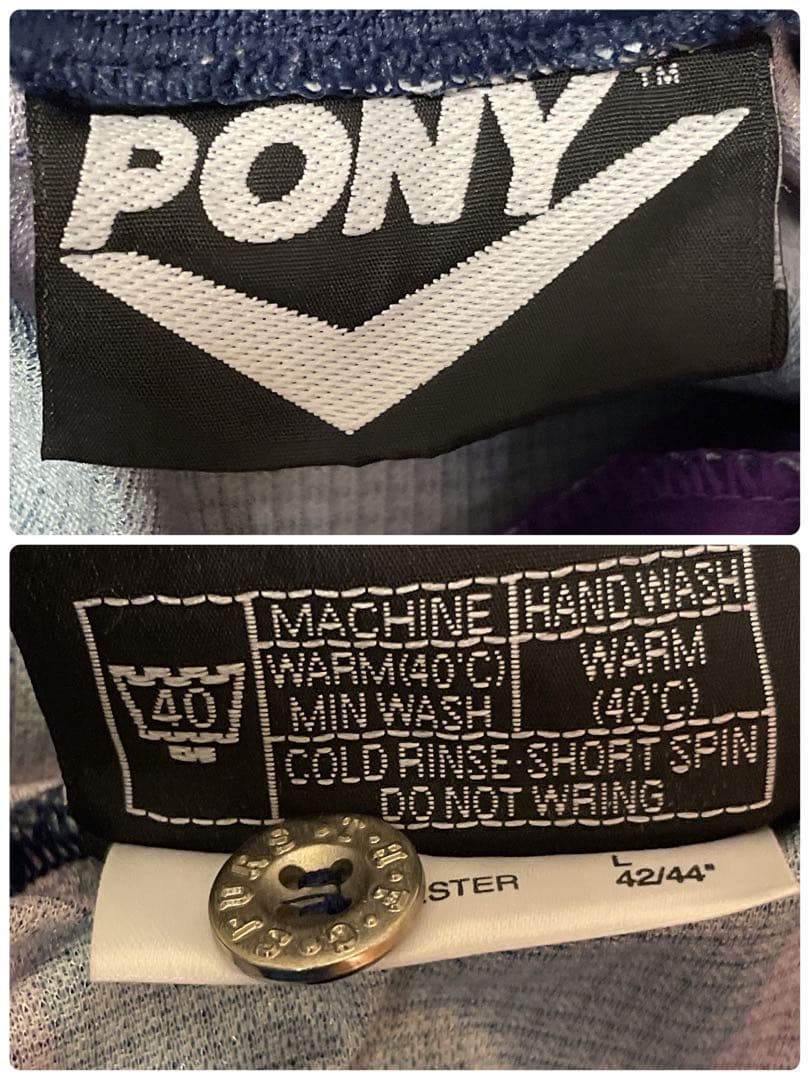 PONY™
40
MACHINE
WARM(40°C)
MIN WASH
HAND WASH
WARM
(40°C)
COLD RINSE·SHORT SPIN
DO NOT WRING
STER
L
42/44"